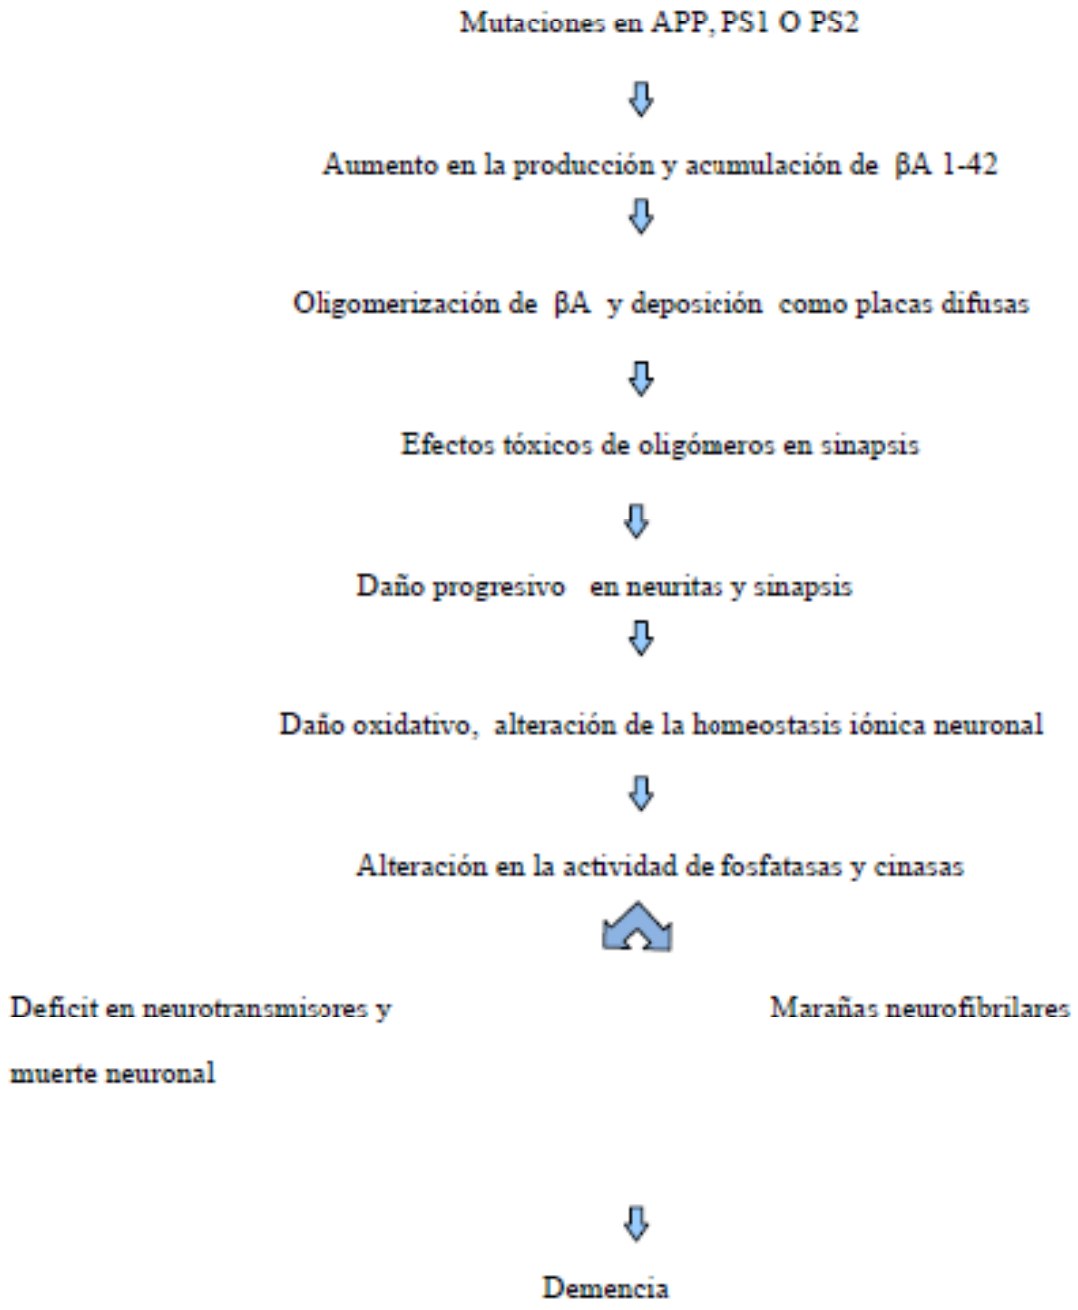 Mutaciones en APP, PS1 O PS2
Aumento en la producción y acumulación de βA 1-42
Oligomerización de βA y deposición como placas difusas
Efectos tóxicos de oligómeros en sinapsis
Daño progresivo en neuritas y sinapsis
Daño oxidativo, alteración de la homeostasis iónica neuronal
Alteración en la actividad de fosfatasas y cinasas
Deficit en neurotransmisores y
muerte neuronal
Marañas neurofibrilares
Demencia